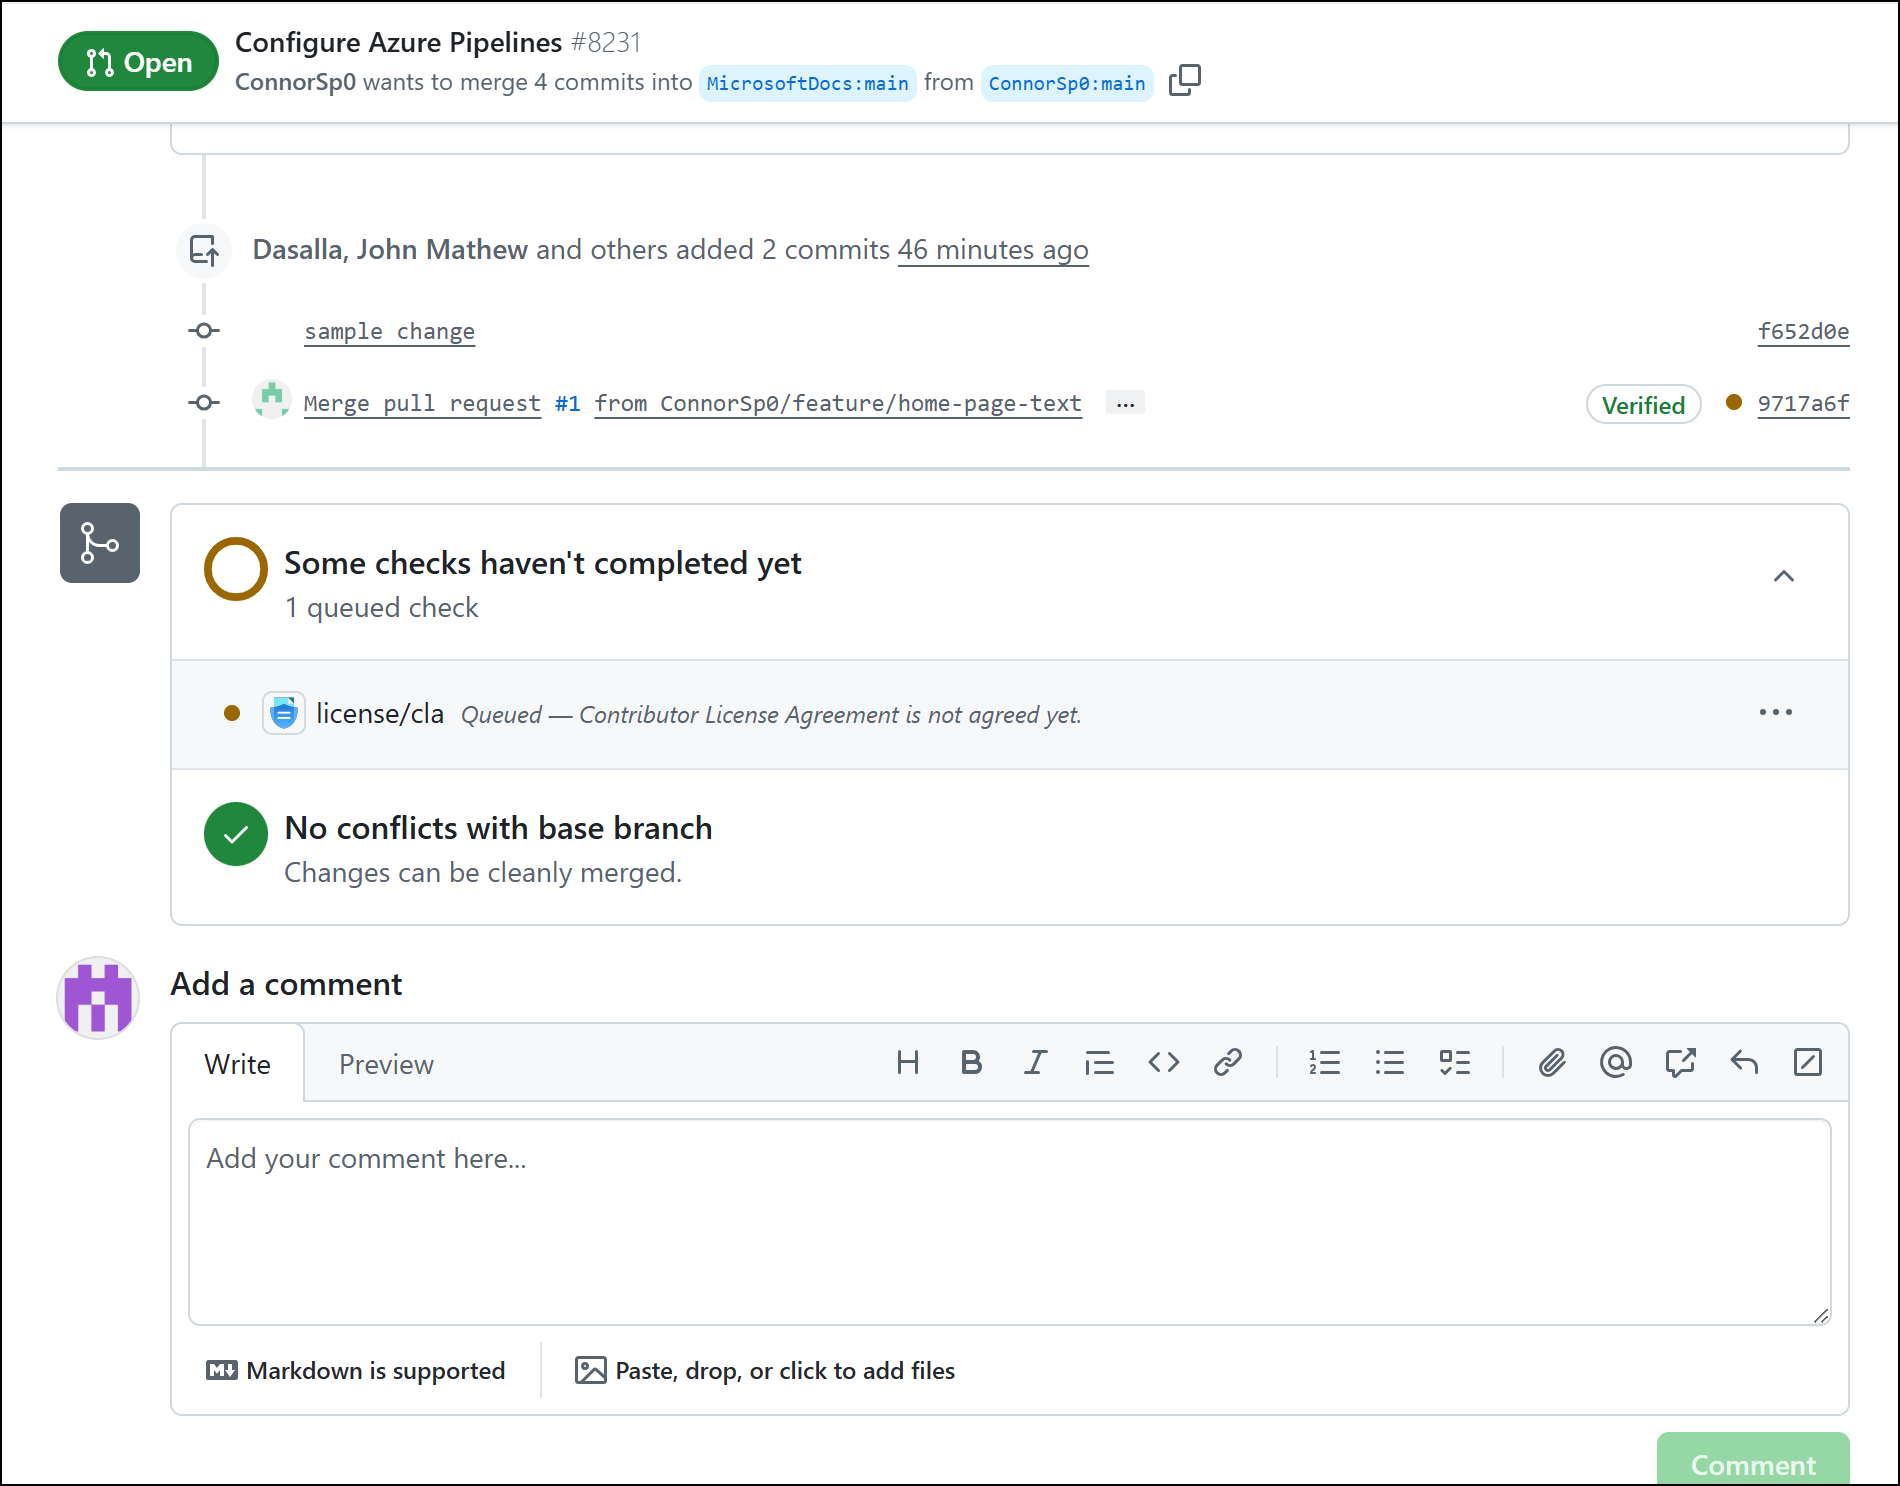 Open
Configure Azure Pipelines #8231
ConnorSp0 wants to merge 4 commits into MicrosoftDocs:main from ConnorSp0:main
Dasalla, John Mathew and others added 2 commits 46 minutes ago
sample change f652d0e
Merge pull request #1 from ConnorSp0/feature/home-page-text ... Verified 9717a6f
Some checks haven't completed yet
1 queued check
license/cla Queued — Contributor License Agreement is not agreed yet.
No conflicts with base branch
Changes can be cleanly merged.
Add a comment
Write Preview
Add your comment here...
Markdown is supported Paste, drop, or click to add files
Comment